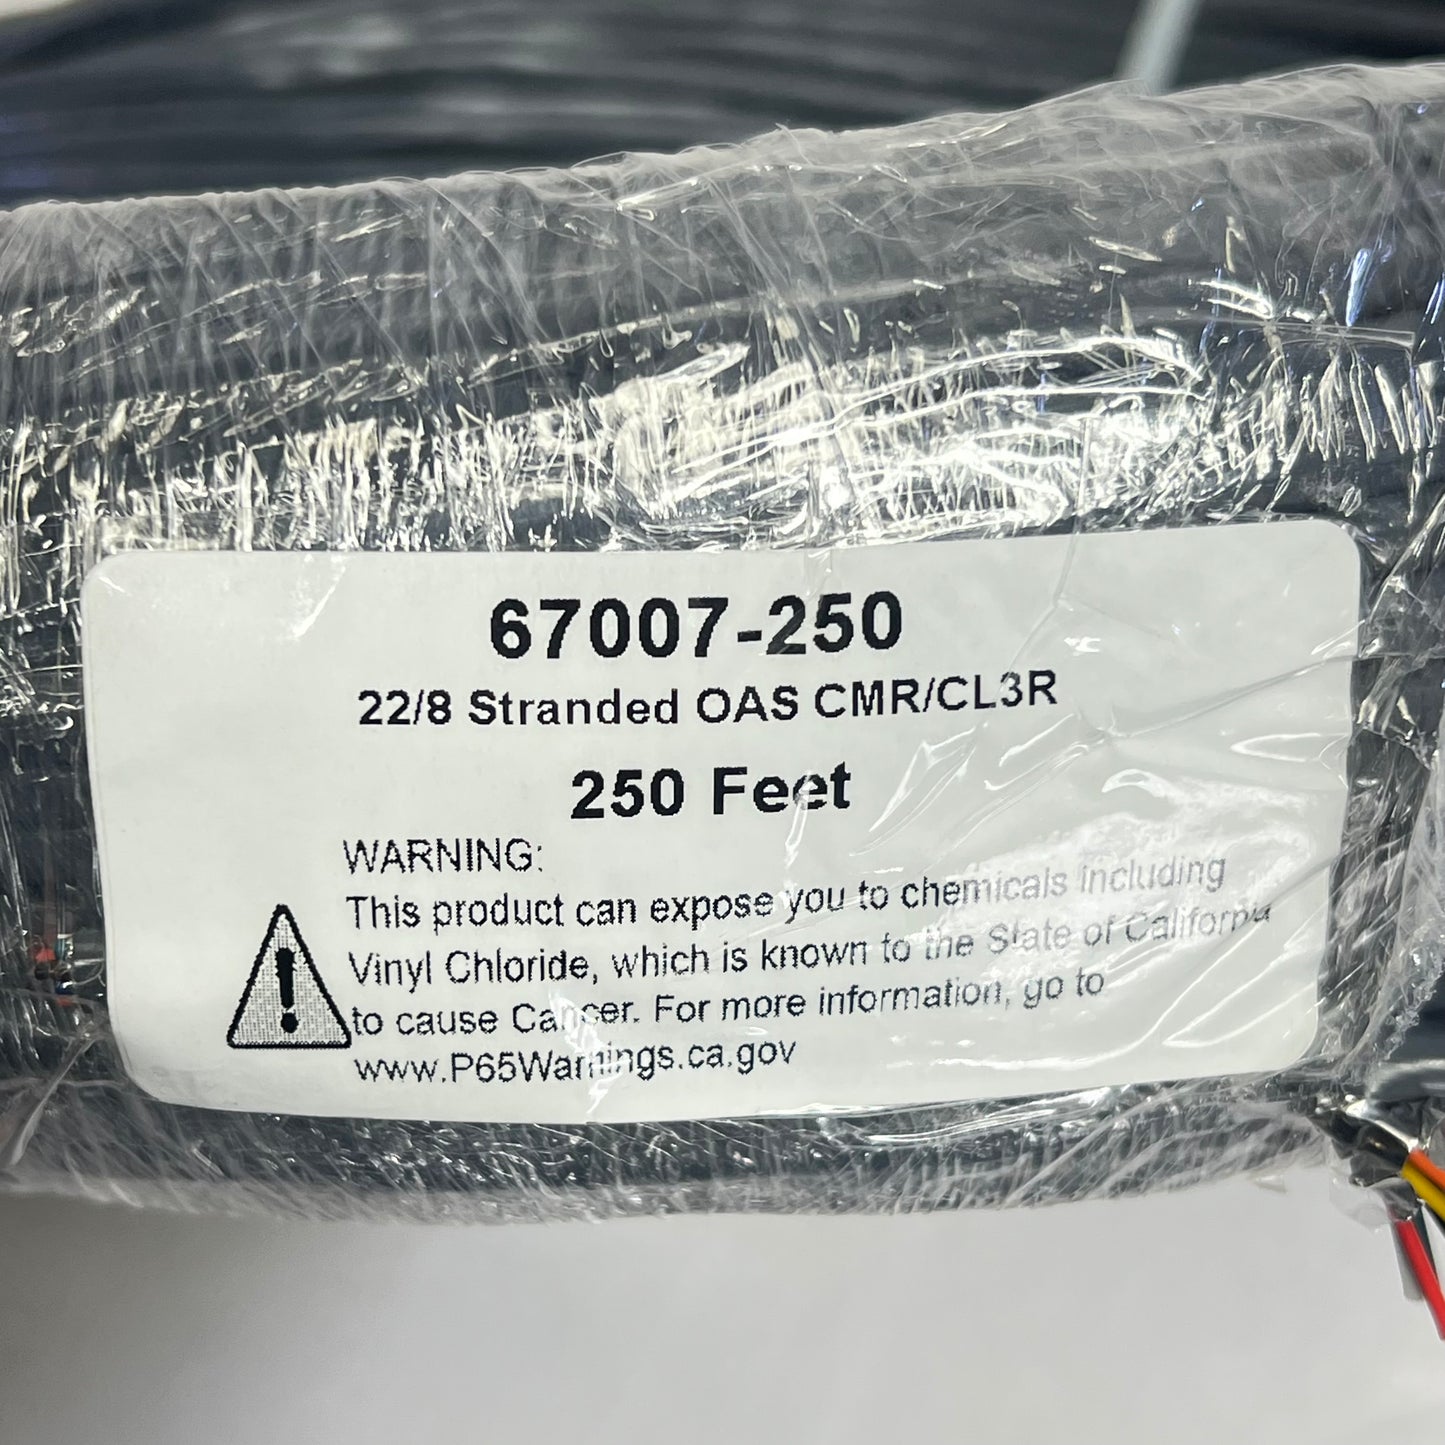 67007-250
22/8 Stranded OAS CMR/CL3R
250 Feet
WARNING:
This product can expose you to chemicals including
Vinyl Chloride, which is known to the State of California
to cause Cancer. For more information, go to
www.P65Warnings.ca.gov